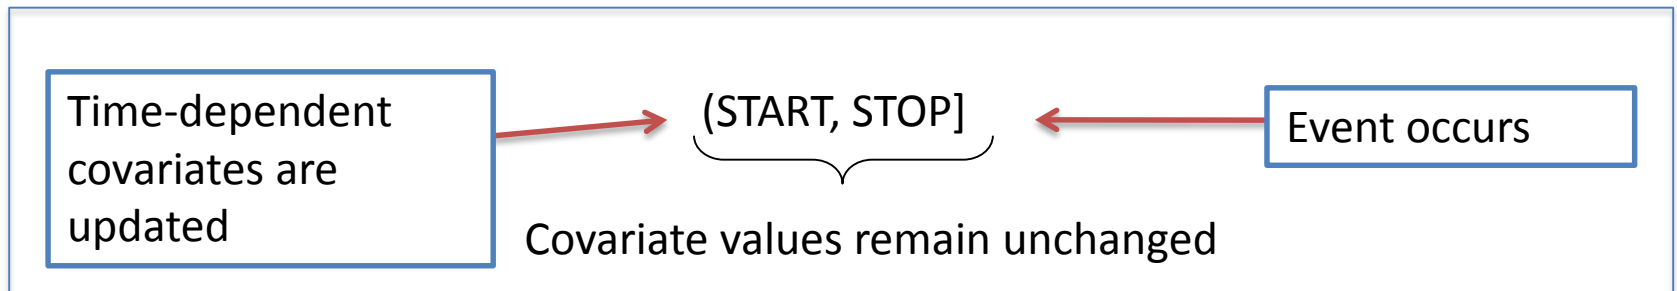 Time-dependent
covariates are
updated
(START, STOP]
Event occurs
Covariate values remain unchanged